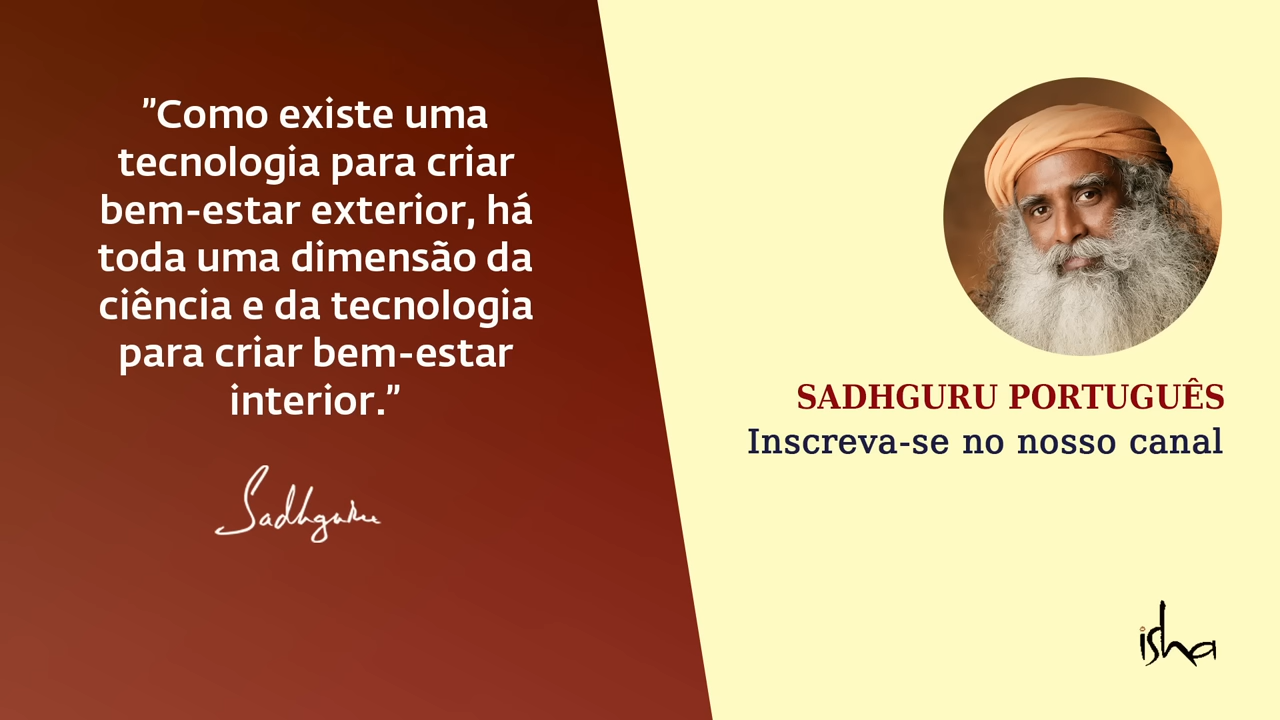 ”Como existe uma
tecnologia para criar
bem-estar exterior, há
toda uma dimensão da
ciência e da tecnologia
para criar bem-estar
interior.”
Sadhguru
SADHGURU PORTUGUÊS
Inscreva-se no nosso canal
isha